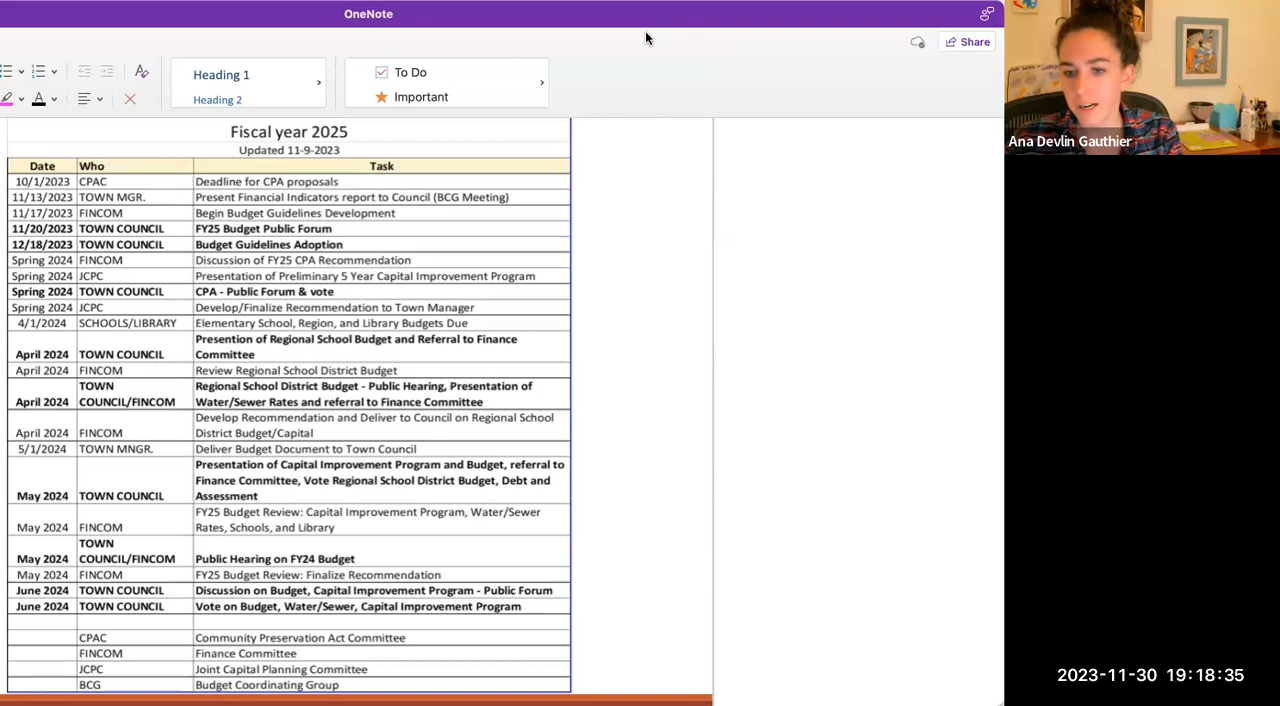 OneNote
Share
Heading 1
Heading 2
To Do
Important
Fiscal year 2025
Updated 11-9-2023
Date Who Task
10/1/2023 CPAC Deadline for CPA proposals
11/13/2023 TOWN MGR. Present Financial Indicators report to Council (BCG Meeting)
11/17/2023 FINCOM Begin Budget Guidelines Development
11/20/2023 TOWN COUNCIL FY25 Budget Public Forum
12/18/2023 TOWN COUNCIL Budget Guidelines Adoption
Spring 2024 FINCOM Discussion of FY25 CPA Recommendation
Spring 2024 JCPC Presentation of Preliminary 5 Year Capital Improvement Program
Spring 2024 TOWN COUNCIL CPA - Public Forum & vote
Spring 2024 JCPC Develop/Finalize Recommendation to Town Manager
4/1/2024 SCHOOLS/LIBRARY Elementary School, Region, and Library Budgets Due
Presention of Regional School Budget and Referral to Finance
April 2024 TOWN COUNCIL Committee
April 2024 FINCOM Review Regional School District Budget
TOWN Regional School District Budget - Public Hearing, Presentation of
April 2024 COUNCIL/FINCOM Water/Sewer Rates and referral to Finance Committee
Develop Recommendation and Deliver to Council on Regional School
April 2024 FINCOM District Budget/Capital
5/1/2024 TOWN MNGR. Deliver Budget Document to Town Council
Presentation of Capital Improvement Program and Budget, referral to
Finance Committee, Vote Regional School District Budget, Debt and
May 2024 TOWN COUNCIL Assessment
FY25 Budget Review: Capital Improvement Program, Water/Sewer
May 2024 FINCOM Rates, Schools, and Library
TOWN
May 2024 COUNCIL/FINCOM Public Hearing on FY24 Budget
May 2024 FINCOM FY25 Budget Review: Finalize Recommendation
June 2024 TOWN COUNCIL Discussion on Budget, Capital Improvement Program - Public Forum
June 2024 TOWN COUNCIL Vote on Budget, Water/Sewer, Capital Improvement Program
CPAC Community Preservation Act Committee
FINCOM Finance Committee
JCPC Joint Capital Planning Committee
BCG Budget Coordinating Group
Ana Devlin Gauthier
2023-11-30 19:18:35